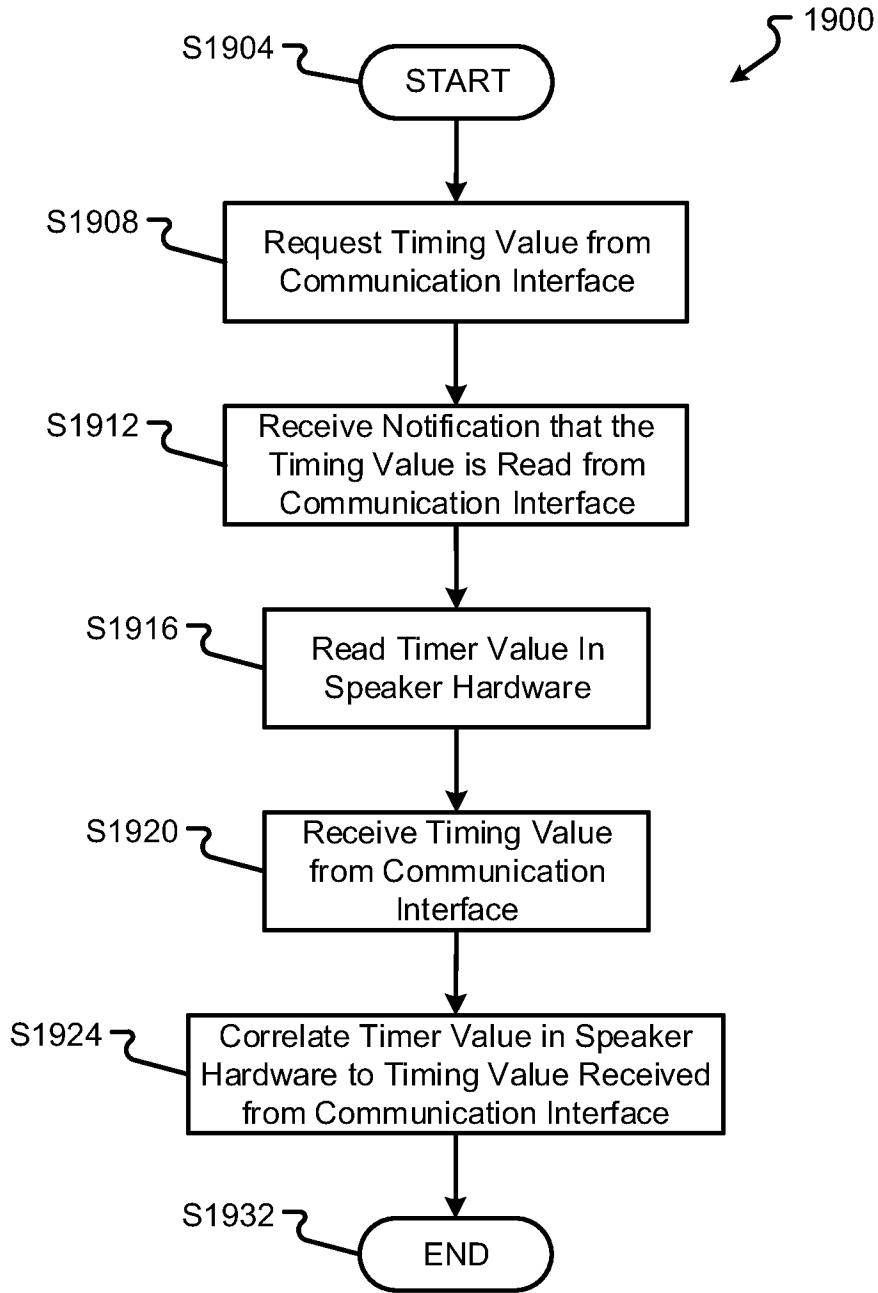 1900
S1904
START
S1908
Request Timing Value from
Communication Interface
S1912
Receive Notification that the
Timing Value is Read from
Communication Interface
S1916
Read Timer Value In
Speaker Hardware
S1920
Receive Timing Value
from Communication
Interface
S1924
Correlate Timer Value in Speaker
Hardware to Timing Value Received
from Communication Interface
S1932
END